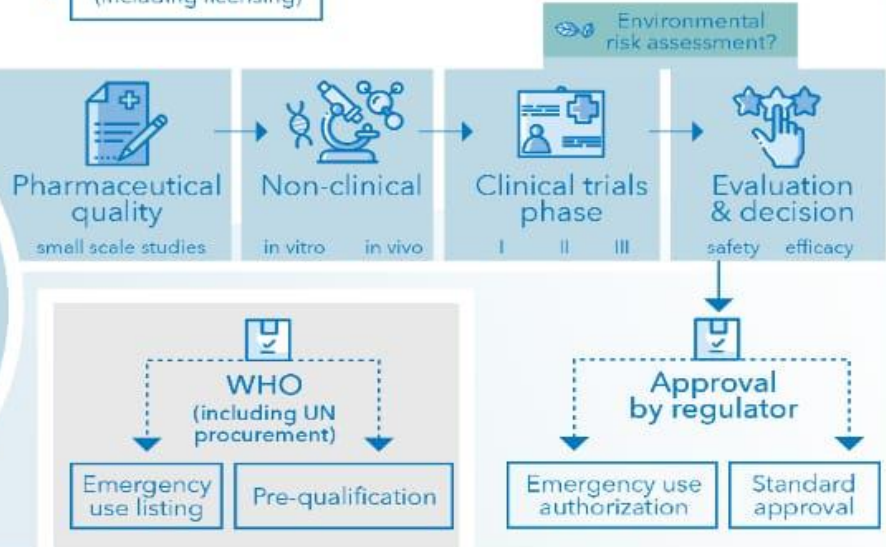 (including licensing)
Environmental
risk assessment?
Pharmaceutical
quality
small scale studies
Non-clinical
in vitro in vivo
Clinical trials
phase
I II III
Evaluation
& decision
safety efficacy
WHO
(including UN
procurement)
Emergency
use listing
Pre-qualification
Approval
by regulator
Emergency use
authorization
Standard
approval